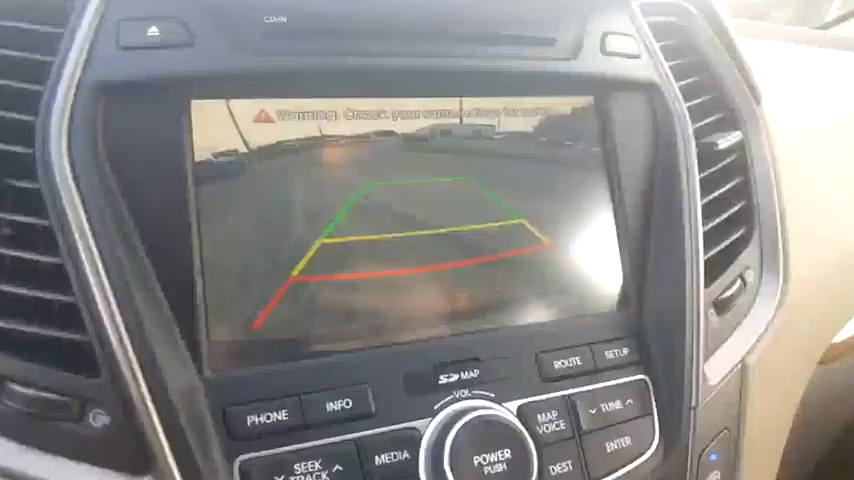 Warning! Check your surroundings for safety
SD MAP
ROUTE
SETUP
PHONE
INFO
VOL
MAP
VOICE
TUNE
SEEK
TRACK
MEDIA
POWER
PUSH
DEST
ENTER